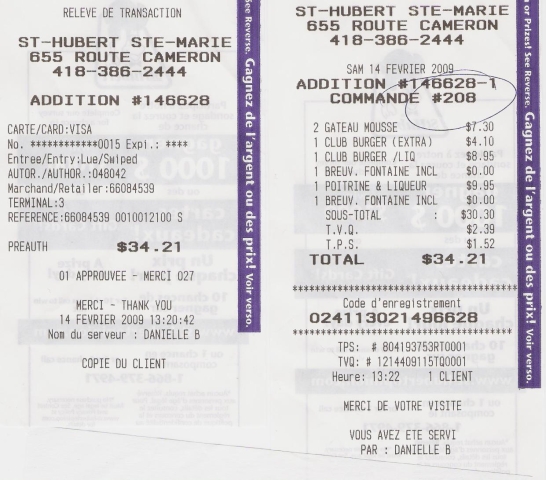 RELEVE DE TRANSACTION
ST-HUBERT STE-MARIE
655 ROUTE CAMERON
418-386-2444
ADDITION #146628
CARTE/CARD:VISA
No. ************0015 Expi.: ****
Entree/Entry:Lue/Swiped
AUTOR./AUTHOR.:048042
Marchand/Retailer:66084539
TERMINAL:3
REFERENCE:66084539 0010012100 S
PREAUTH $34.21
01 APPROUVEE - MERCI 027
MERCI - THANK YOU
14 FEVRIER 2009 13:20:42
Nom du serveur : DANIELLE B
COPIE DU CLIENT
See Reverse. Gagnez de l'argent ou des prix! Voir verso.
ST-HUBERT STE-MARIE
655 ROUTE CAMERON
418-386-2444
SAM 14 FEVRIER 2009
ADDITION #146628-1
COMMANDE #208
2 GATEAU MOUSSE $7.30
1 CLUB BURGER (EXTRA) $4.10
1 CLUB BURGER /LIQ $8.95
1 BREUV. FONTAINE INCL $0.00
1 POITRINE & LIQUEUR $9.95
1 BREUV. FONTAINE INCL $0.00
SOUS-TOTAL : $30.30
T.V.Q. $2.39
T.P.S. $1.52
TOTAL $34.21
Code d'enregistrement
024113021496628
TPS: # 804193753RT0001
TVQ: # 1214409115TQ0001
Heure: 13:22 1 CLIENT
MERCI DE VOTRE VISITE
VOUS AVEZ ETE SERVI
PAR : DANIELLE B
or Prizes! See Reverse. Gagnez de l'argent ou des prix! Voir verso.